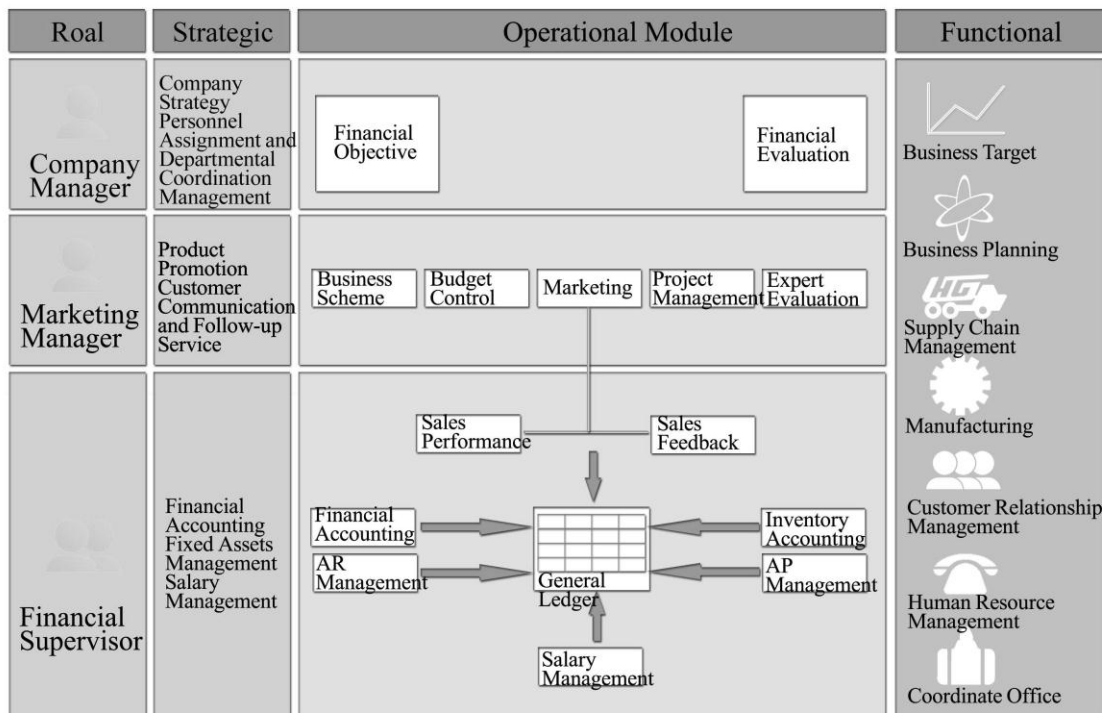 Roal
Strategic
Operational Module
Functional
Company
Manager
Company
Strategy
Personnel
Assignment and
Departmental
Coordination
Management
Financial
Objective
Financial
Evaluation
Marketing
Manager
Product
Promotion
Customer
Communication
and Follow-up
Service
Business
Scheme
Budget
Control
Marketing
Project
Management
Expert
Evaluation
Financial
Supervisor
Financial
Accounting
Fixed Assets
Management
Salary
Management
Sales
Performance
Sales
Feedback
Financial
Accounting
Inventory
Accounting
AR
Management
AP
Management
General
Ledger
Salary
Management
Business Target
Business Planning
HG
Supply Chain
Management
Manufacturing
Customer Relationship
Management
Human Resource
Management
Coordinate Office